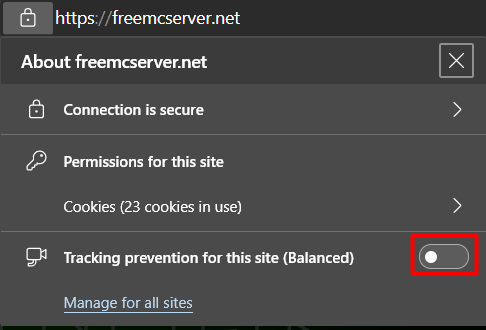 https://freemcserver.net
About freemcserver.net
Connection is secure
Permissions for this site
Cookies (23 cookies in use)
Tracking prevention for this site (Balanced)
Manage for all sites